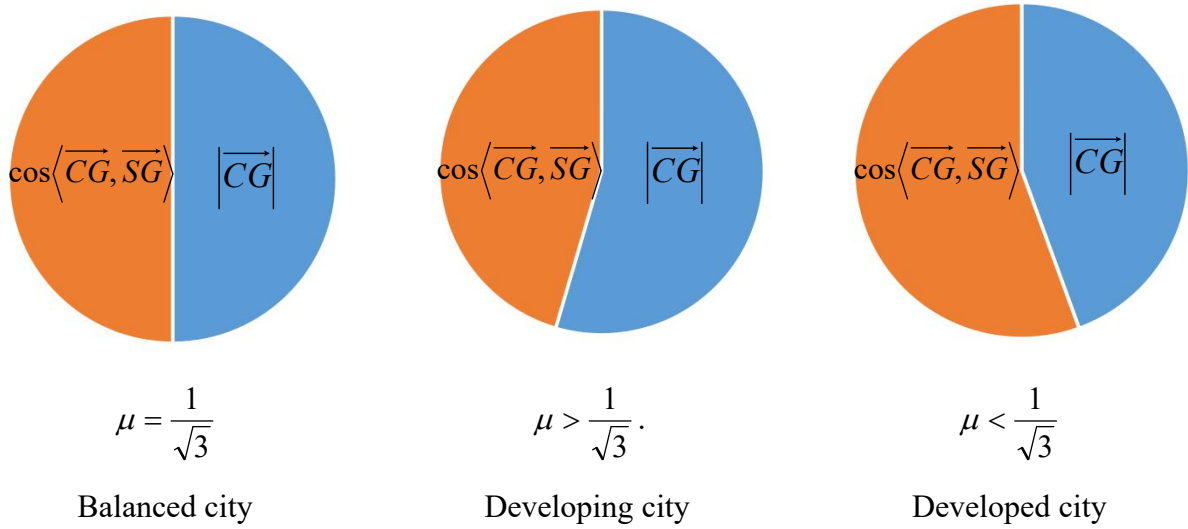 cos⟨CG, SG⟩ |CG|
cos⟨CG, SG⟩ |CG|
cos⟨CG, SG⟩ |CG|
μ = 1/√3
μ > 1/√3 .
μ < 1/√3
Balanced city
Developing city
Developed city